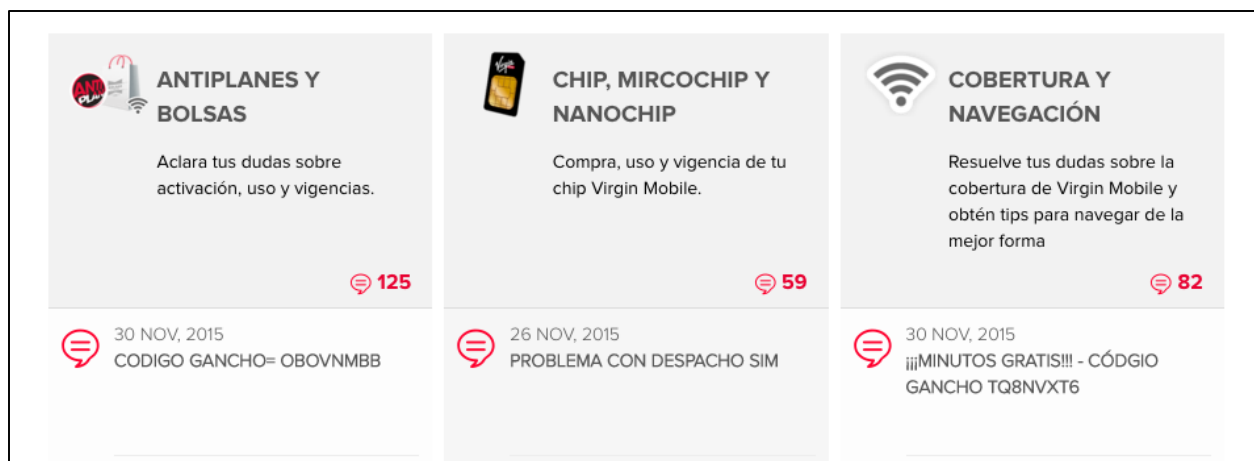 ANTIPLANES Y
BOLSAS
Aclara tus dudas sobre
activación, uso y vigencias.
125
30 NOV, 2015
CODIGO GANCHO= OBOVNMBB
CHIP, MIRCOCHIP Y
NANOCHIP
Compra, uso y vigencia de tu
chip Virgin Mobile.
59
26 NOV, 2015
PROBLEMA CON DESPACHO SIM
COBERTURA Y
NAVEGACIÓN
Resuelve tus dudas sobre la
cobertura de Virgin Mobile y
obtén tips para navegar de la
mejor forma
82
30 NOV, 2015
¡¡¡MINUTOS GRATIS!!! - CÓDGIO
GANCHO TQ8NVXT6